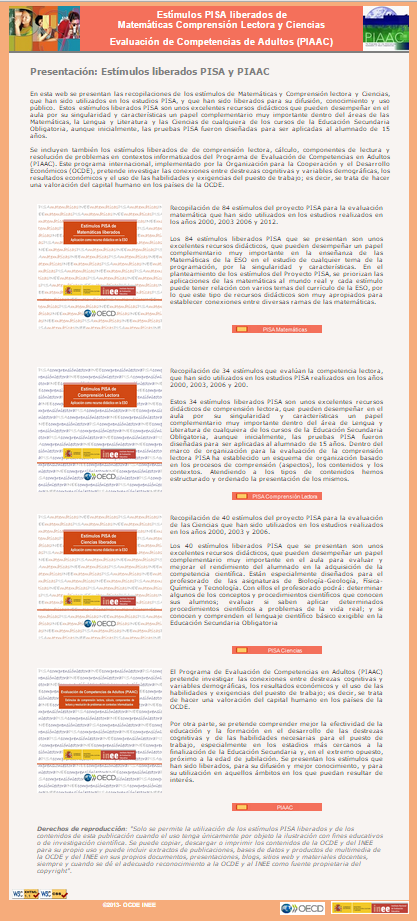 Estímulos PISA liberados de
Matemáticas Comprensión Lectora y Ciencias
Evaluación de Competencias de Adultos (PIAAC)
PIAAC
Presentación: Estímulos liberados PISA y PIAAC
En esta web se presentan las recopilaciones de los estímulos de Matemáticas y Comprensión lectora y Ciencias,
que han sido utilizados en los estudios PISA, y que han sido liberados para su difusión, conocimiento y uso
público. Estos estímulos liberados PISA son unos excelentes recursos didácticos que pueden desempeñar en el
aula por su singularidad y características un papel complementario muy importante dentro del áreas de las
Matemáticas, la Lengua y Literatura y las Ciencias de cualquiera de los cursos de la Educación Secundaria
Obligatoria, aunque inicialmente, las pruebas PISA fueron diseñadas para ser aplicadas al alumnado de 15
años.
Se incluyen también los estímulos liberados de de comprensión lectora, cálculo, componentes de lectura y
resolución de problemas en contextos informatizados del Programa de Evaluación de Competencias en Adultos
(PIAAC). Este programa internacional, implementado por la Organización para la Cooperación y el Desarrollo
Económicos (OCDE), pretende investigar las conexiones entre destrezas cognitivas y variables demográficas, los
resultados económicos y el uso de las habilidades y exigencias del puesto de trabajo; es decir, se trata de hacer
una valoración del capital humano en los países de la OCDE.
Estímulos PISA de
Matemáticas liberados
Aplicación como recurso didáctico en la ESO
inee
OECD
Recopilación de 84 estímulos del proyecto PISA para la evaluación
matemática que han sido utilizados en los estudios realizados en
los años 2000, 2003 2006 y 2012.
Los 84 estímulos liberados PISA que se presentan son unos
excelentes recursos didácticos, que pueden desempeñar un papel
complementario muy importante en la enseñanza de las
Matemáticas de la ESO en el estudio de cualquier tema de la
programación, por la singularidad y características. En el
planteamiento de los estímulos del Proyecto PISA, se priorizan las
aplicaciones de las matemáticas al mundo real y cada estímulo
puede tener relación con varios temas del currículo de la ESO, por
lo que este tipo de recursos didácticos son muy apropiados para
establecer conexiones entre diversas ramas de las matemáticas.
PISA Matemáticas
Estímulos PISA de
Comprensión Lectora
Aplicación como recurso didáctico en la ESO
inee
OECD
Recopilación de 34 estímulos que evalúan la competencia lectora,
que han sido utilizados en los estudios PISA realizados en los años
2000, 2003, 2006 y 200.
Estos 34 estímulos liberados PISA son unos excelentes recursos
didácticos de comprensión lectora, que pueden desempeñar en el
aula por su singularidad y características un papel
complementario muy importante dentro del área de Lengua y
Literatura de cualquiera de los cursos de la Educación Secundaria
Obligatoria, aunque inicialmente, las pruebas PISA fueron
diseñadas para ser aplicadas al alumnado de 15 años. Dentro del
marco de organización para la evaluación de la comprensión
lectora PISA ha establecido un esquema de organización basado
en los procesos de comprensión (aspectos), los contenidos y los
contextos. Atendiendo a los tipos de contenidos hemos
estructurado y ordenado la presentación de los mismos.
PISA Comprensión Lectora
Estímulos PISA de
Ciencias liberados
Aplicación como recurso didáctico en la ESO
inee
OECD
Recopilación de 40 estímulos del proyecto PISA para la evaluación
de las Ciencias que han sido utilizados en los estudios realizados
en los años 2000, 2003 y 2006.
Los 40 estímulos liberados PISA que se presentan son unos
excelentes recursos didácticos, que pueden desempeñar un papel
complementario muy importante en el aula para evaluar y
mejorar el rendimiento del alumnado en la adquisición de la
competencia científica. Están especialmente diseñados para el
profesorado de las asignaturas de Biología-Geología, Física-
Química y Tecnología. Con ellos el profesorado podrá: determinar
algunos de los conceptos y procedimientos científicos que conocen
sus alumnos; evaluar si saben aplicar determinados
procedimientos científicos a problemas de la vida real; y si
conocen y comprenden el lenguaje científico básico exigible en la
Educación Secundaria Obligatoria
PISA Ciencias
Evaluación de Competencias de Adultos (PIAAC)
inee
OECD
El Programa de Evaluación de Competencias en Adultos (PIAAC)
pretende investigar las conexiones entre destrezas cognitivas y
variables demográficas, los resultados económicos y el uso de las
habilidades y exigencias del puesto de trabajo; es decir, se trata
de hacer una valoración del capital humano en los países de la
OCDE.
Por otra parte, se pretende comprender mejor la efectividad de la
educación y la formación en el desarrollo de las destrezas
cognitivas y de las habilidades necesarias para el puesto de
trabajo, especialmente en los estadios más cercanos a la
finalización de la Educación Secundaria y, en el extremo opuesto,
próximo a la edad de jubilación. Se presentan los estímulos que
han sido liberados, para su difusión y mejor conocimiento, y para
su utilización en aquellos ámbitos en los que puedan resultar de
interés.
PIAAC
Derechos de reproducción: "Solo se permite la utilización de los estímulos PISA liberados y de los
contenidos de esta publicación cuando el uso tenga únicamente por objeto la ilustración con fines educativos
o de investigación científica. Se puede copiar, descargar o imprimir los contenidos de la OCDE y del INEE
para su propio uso y puede incluir extractos de publicaciones, bases de datos y productos de multimedia de
la OCDE y del INEE en sus propios documentos, presentaciones, blogs, sitios web y materiales docentes,
siempre y cuando se dé el adecuado reconocimiento a la OCDE y al INEE como fuente propietaria del
copyright".
W3C
W3C
©2013- OCDE INEE
OECD
inee